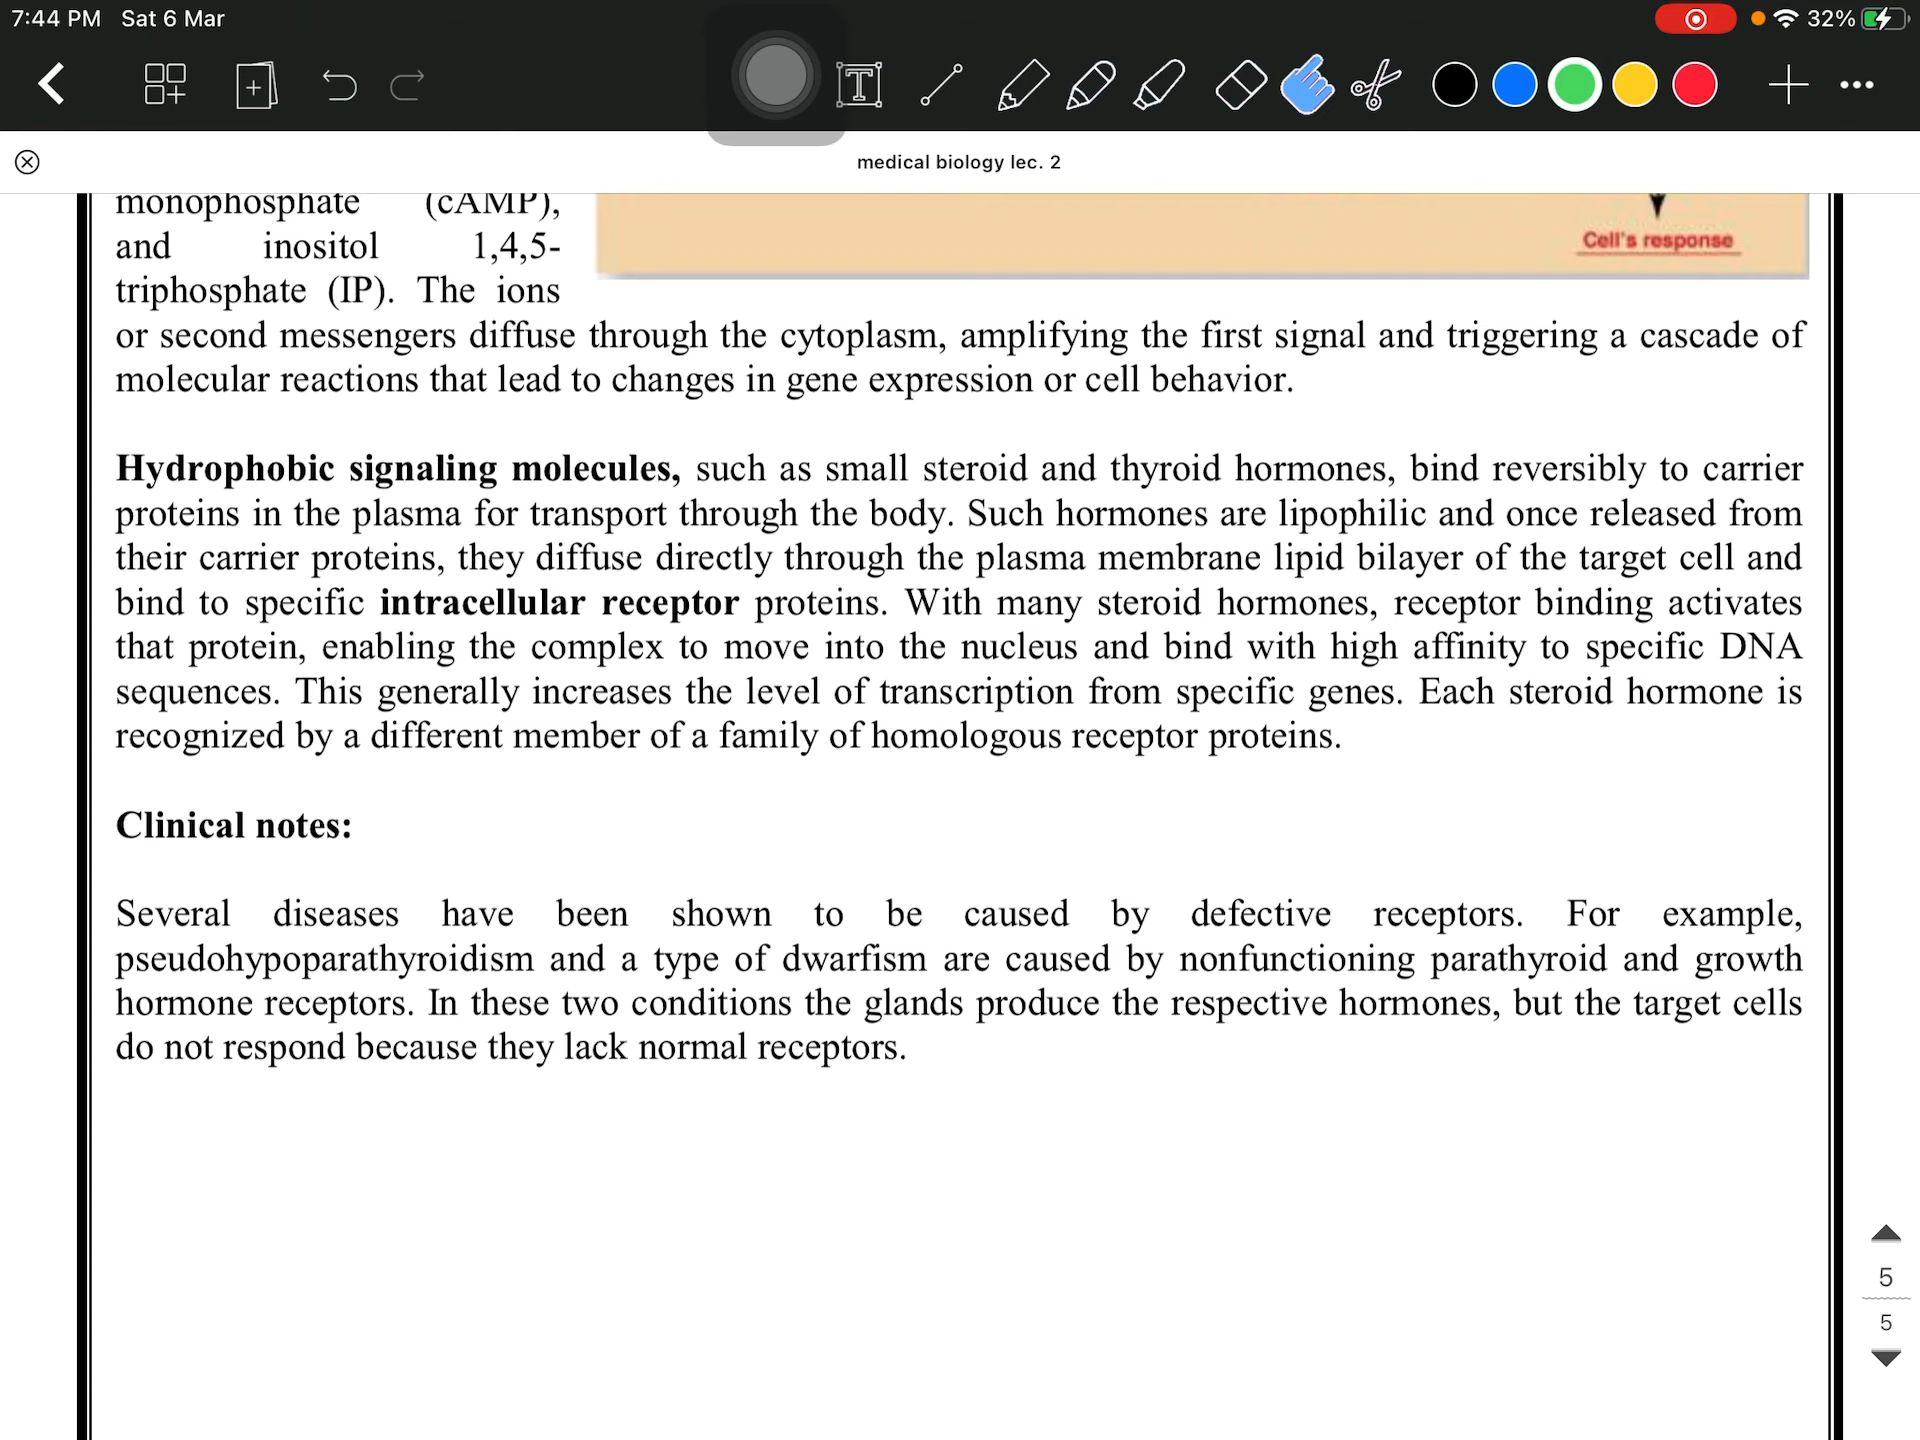 7:44 PM Sat 6 Mar
32%
T
medical biology lec. 2
monophosphate (cAMP),
and inositol 1,4,5-
triphosphate (IP). The ions
Cell's response
or second messengers diffuse through the cytoplasm, amplifying the first signal and triggering a cascade of
molecular reactions that lead to changes in gene expression or cell behavior.
Hydrophobic signaling molecules, such as small steroid and thyroid hormones, bind reversibly to carrier
proteins in the plasma for transport through the body. Such hormones are lipophilic and once released from
their carrier proteins, they diffuse directly through the plasma membrane lipid bilayer of the target cell and
bind to specific intracellular receptor proteins. With many steroid hormones, receptor binding activates
that protein, enabling the complex to move into the nucleus and bind with high affinity to specific DNA
sequences. This generally increases the level of transcription from specific genes. Each steroid hormone is
recognized by a different member of a family of homologous receptor proteins.
Clinical notes:
Several diseases have been shown to be caused by defective receptors. For example,
pseudohypoparathyroidism and a type of dwarfism are caused by nonfunctioning parathyroid and growth
hormone receptors. In these two conditions the glands produce the respective hormones, but the target cells
do not respond because they lack normal receptors.
5
5